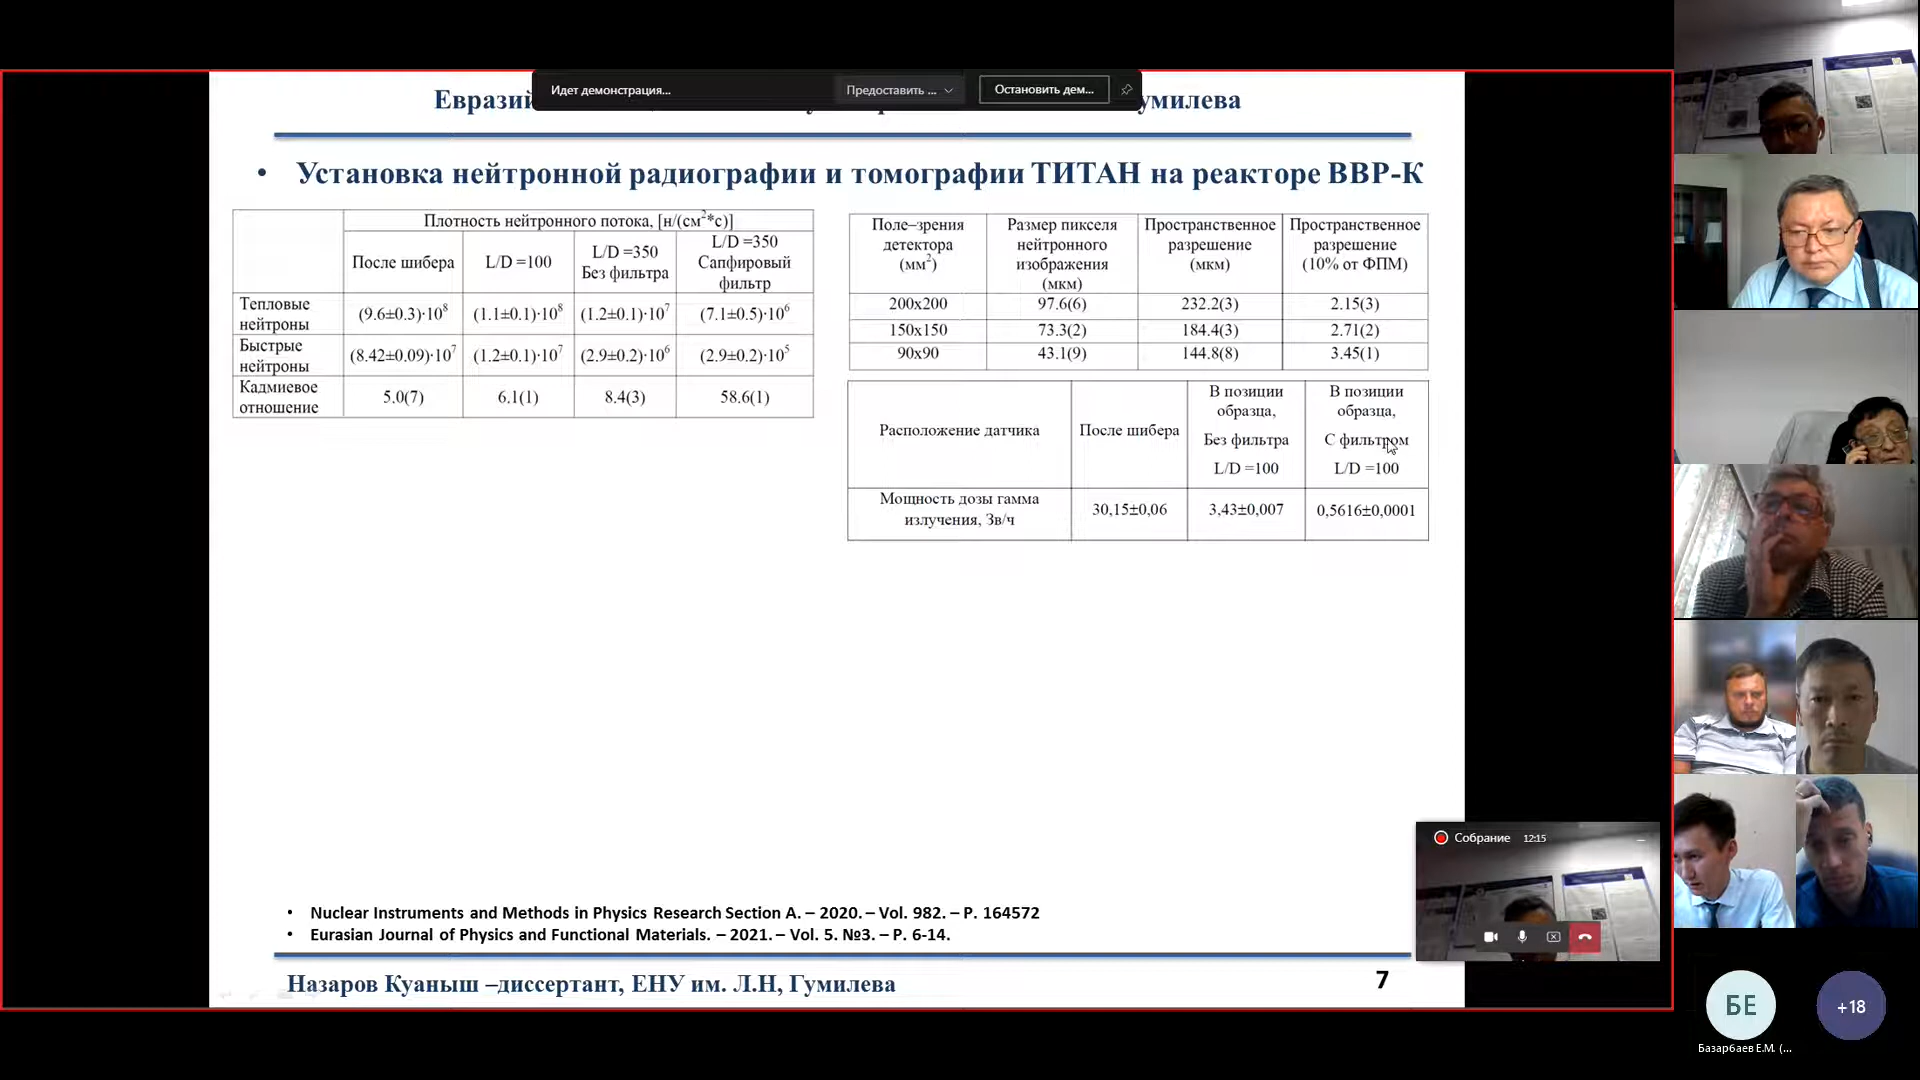 Идет демонстрация...
Предоставить ...
Остановить дем...
Установка нейтронной радиографии и томографии ТИТАН на реакторе ВВР-К
Плотность нейтронного потока, [н/(см²*с)]
После шибера
L/D =100
L/D =350
Без фильтра
L/D =350
Сапфировый
фильтр
Тепловые
нейтроны
(9.6±0.3)·10⁸
(1.1±0.1)·10⁸
(1.2±0.1)·10⁷
(7.1±0.5)·10⁶
Быстрые
нейтроны
(8.42±0.09)·10⁷
(1.2±0.1)·10⁷
(2.9±0.2)·10⁶
(2.9±0.2)·10⁵
Кадмиевое
отношение
5.0(7)
6.1(1)
8.4(3)
58.6(1)
Поле–зрения
детектора
(мм²)
Размер пикселя
нейтронного
изображения
(мкм)
Пространственное
разрешение
(мкм)
Пространственное
разрешение
(10% от ФПМ)
200x200
97.6(6)
232.2(3)
2.15(3)
150x150
73.3(2)
184.4(3)
2.71(2)
90x90
43.1(9)
144.8(8)
3.45(1)
Расположение датчика
После шибера
В позиции
образца,
Без фильтра
L/D =100
В позиции
образца,
С фильтром
L/D =100
Мощность дозы гамма
излучения, Зв/ч
30,15±0,06
3,43±0,007
0,5616±0,0001
Собрание 12:15
• Nuclear Instruments and Methods in Physics Research Section A. – 2020. – Vol. 982. – P. 164572
• Eurasian Journal of Physics and Functional Materials. – 2021. – Vol. 5. №3. – P. 6-14.
Назаров Куаныш –диссертант, ЕНУ им. Л.Н, Гумилева
7
БЕ
+18
Базарбаев Е.М. (...